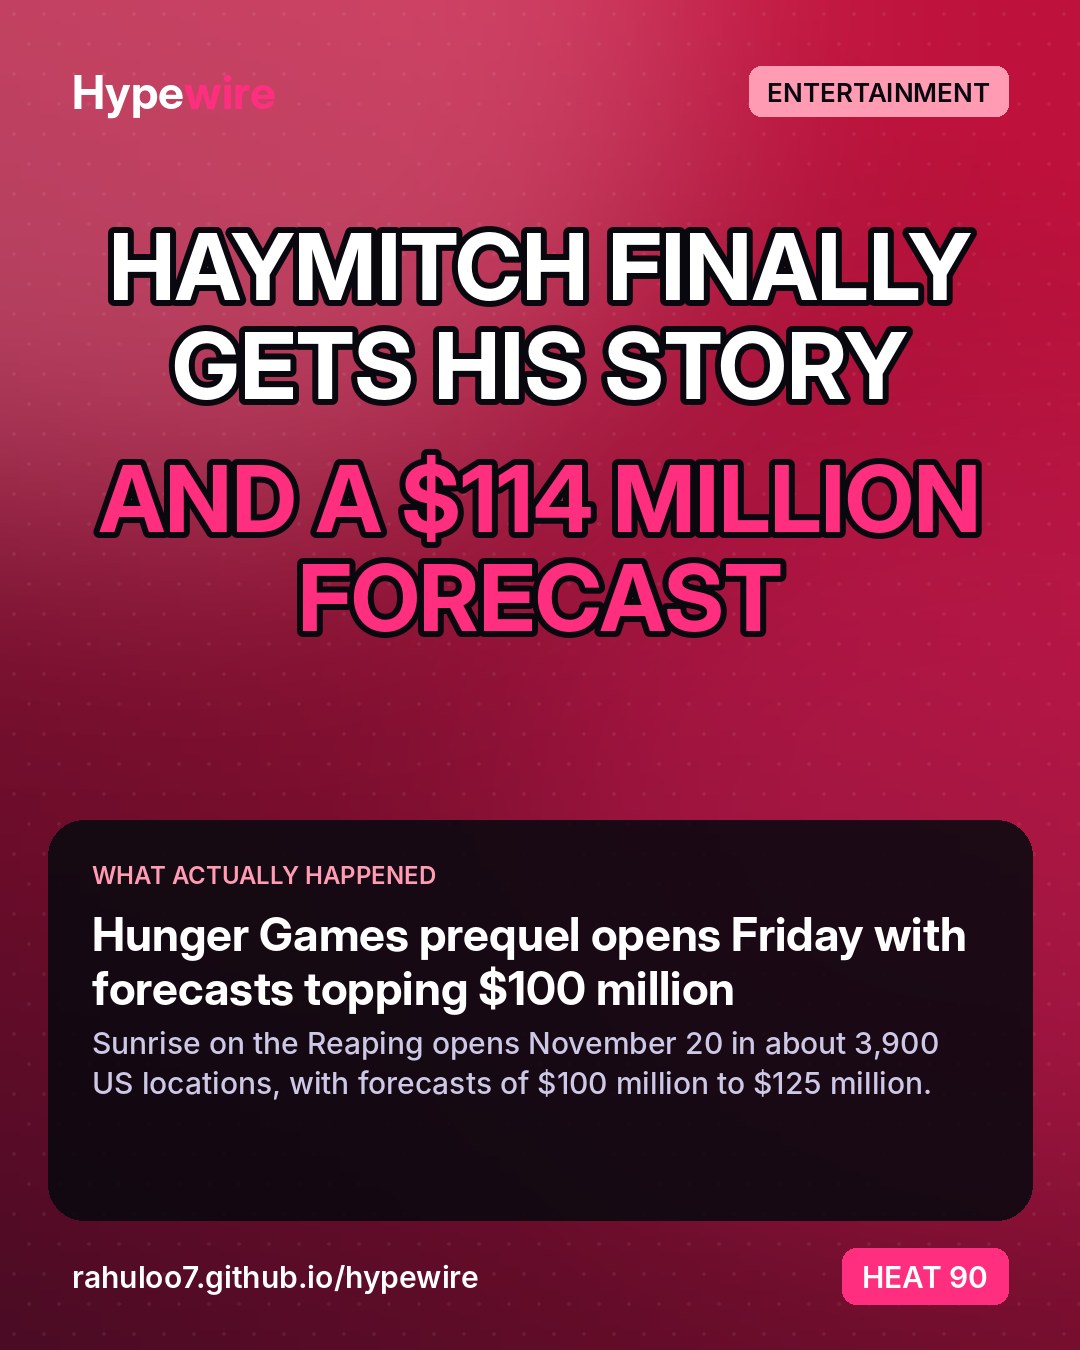 Hypewire
ENTERTAINMENT
HAYMITCH FINALLY
GETS HIS STORY
AND A $114 MILLION
FORECAST
WHAT ACTUALLY HAPPENED
Hunger Games prequel opens Friday with
forecasts topping $100 million
Sunrise on the Reaping opens November 20 in about 3,900
US locations, with forecasts of $100 million to $125 million.
rahuloo7.github.io/hypewire
HEAT 90